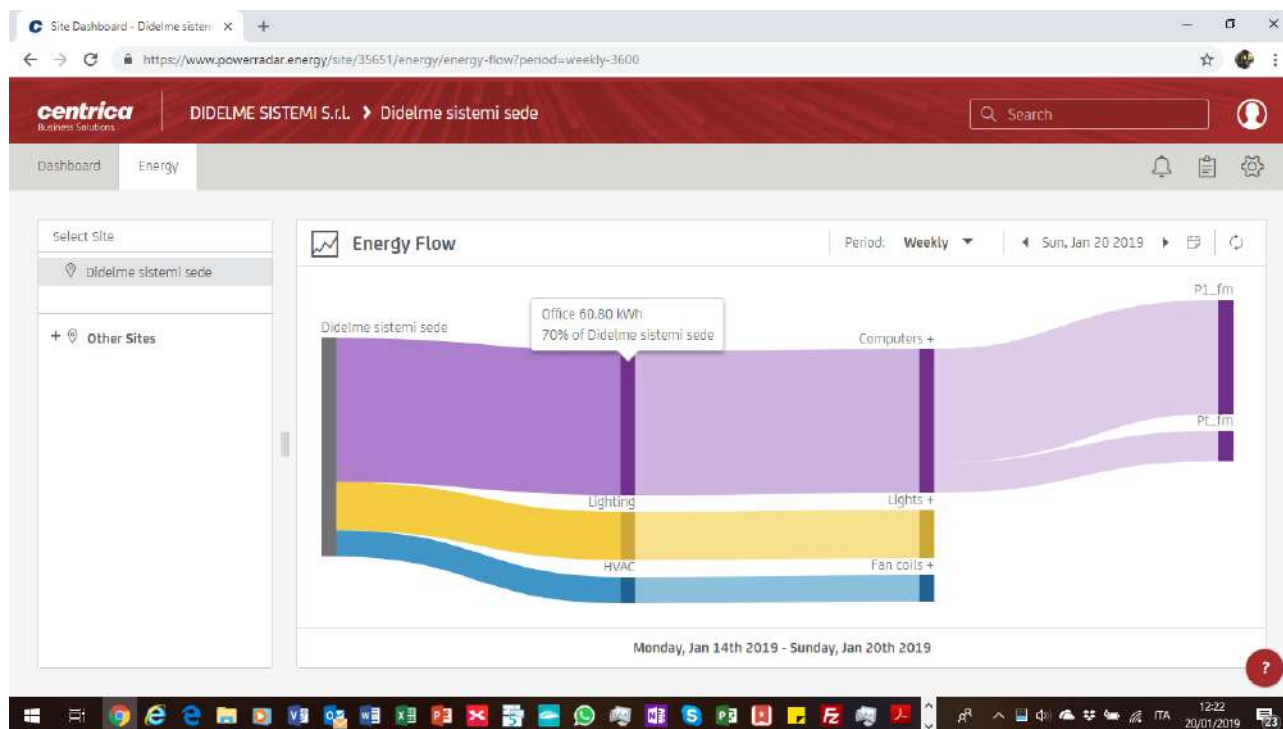 Site Dashboard - Didelme sistem
https://www.powerradar.energy/site/35651/energy/energy-flow?period=weekly-3600
centrica
Business Solutions
DIDELME SISTEMI S.r.l. > Didelme sistemi sede
Search
Dashboard
Energy
Select Site
Didelme sistemi sede
+ Other Sites
Energy Flow
Period: Weekly
Sun, Jan 20 2019
P1_fm
Office 60.80 kWh
70% of Didelme sistemi sede
Didelme sistemi sede
Computers +
Pt_fm
Lighting
Lights +
HVAC
Fan coils +
Monday, Jan 14th 2019 - Sunday, Jan 20th 2019
?
ITA
12:22
20/01/2019
23